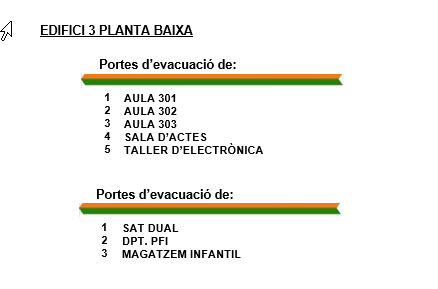 EDIFICI 3 PLANTA BAIXA
Portes d’evacuació de:
1 AULA 301
2 AULA 302
3 AULA 303
4 SALA D’ACTES
5 TALLER D’ELECTRÒNICA
Portes d’evacuació de:
1 SAT DUAL
2 DPT. PFI
3 MAGATZEM INFANTIL